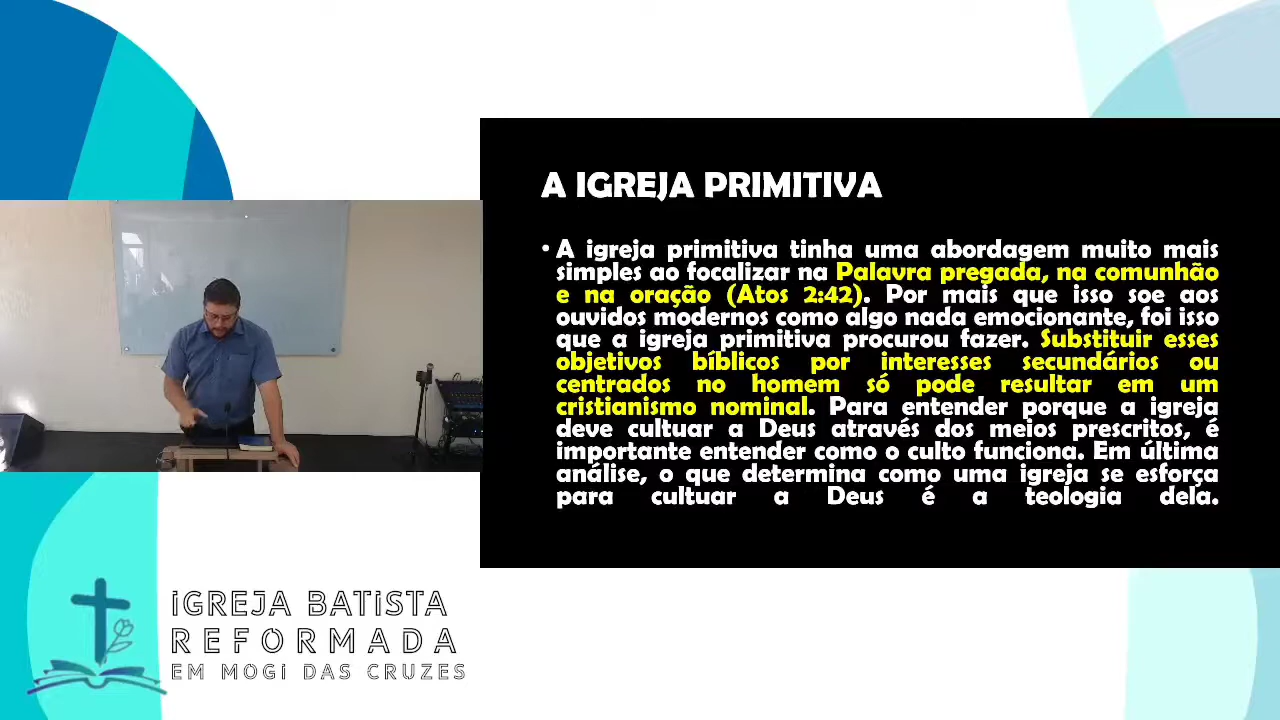 A IGREJA PRIMITIVA
• A igreja primitiva tinha uma abordagem muito mais
simples ao focalizar na Palavra pregada, na comunhão
e na oração (Atos 2:42). Por mais que isso soe aos
ouvidos modernos como algo nada emocionante, foi isso
que a igreja primitiva procurou fazer. Substituir esses
objetivos bíblicos por interesses secundários ou
centrados no homem só pode resultar em um
cristianismo nominal. Para entender porque a igreja
deve cultuar a Deus através dos meios prescritos, é
importante entender como o culto funciona. Em última
análise, o que determina como uma igreja se esforça
para cultuar a Deus é a teologia dela.
iGREJA BATiSTA
REFORMADA
EM MOGi DAS CRUZES